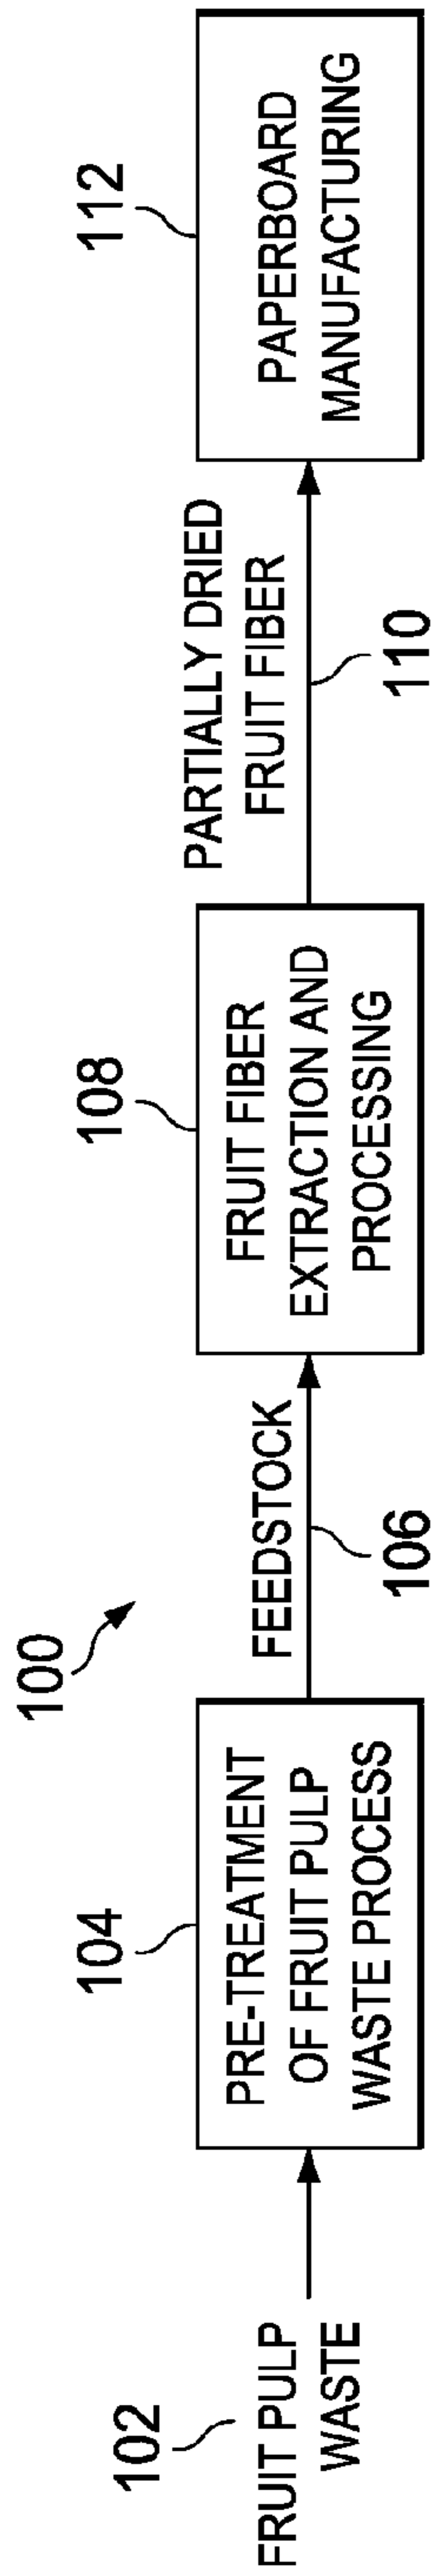 100
102
FRUIT PULP
WASTE
104
PRE-TREATMENT
OF FRUIT PULP
WASTE PROCESS
FEEDSTOCK
106
108
FRUIT FIBER
EXTRACTION AND
PROCESSING
PARTIALLY DRIED
FRUIT FIBER
110
112
PAPERBOARD
MANUFACTURING